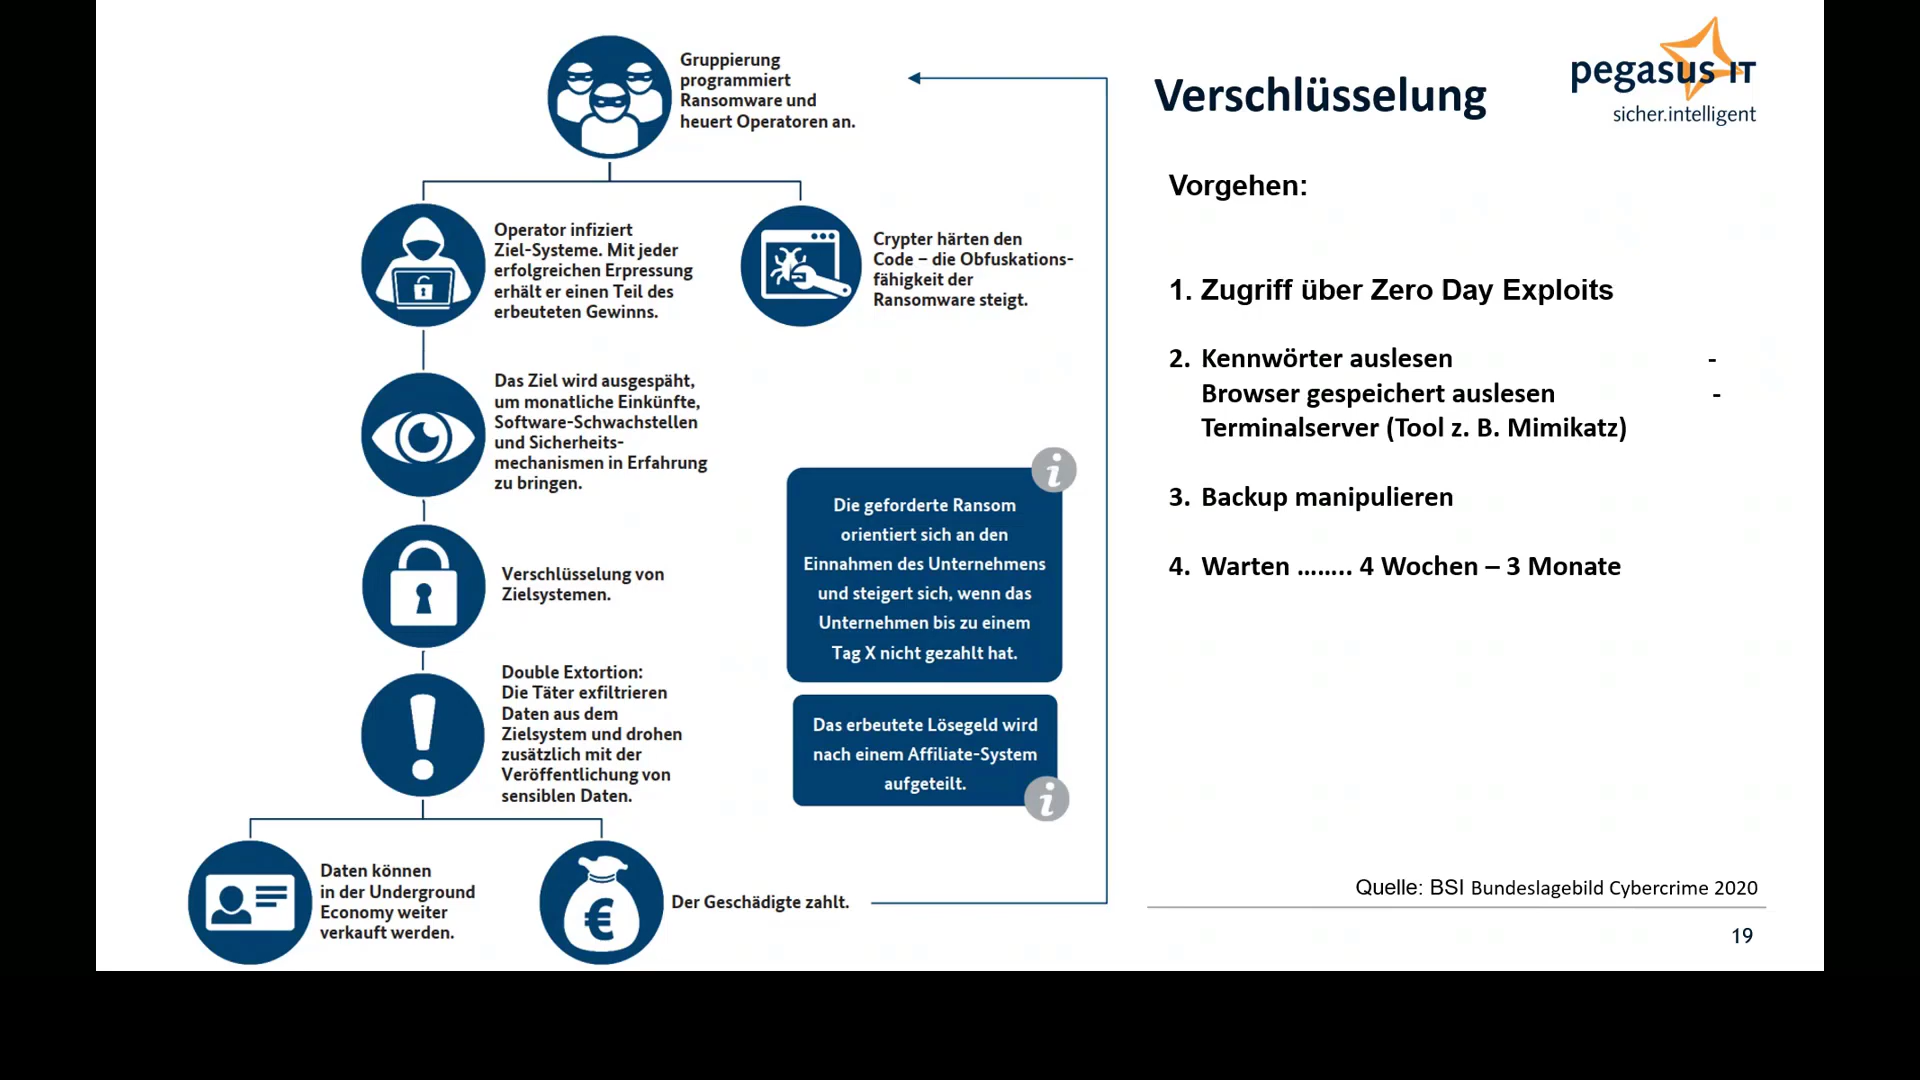 Gruppierung
programmiert
Ransomware und
heuert Operatoren an.
Operator infiziert
Ziel-Systeme. Mit jeder
erfolgreichen Erpressung
erhält er einen Teil des
erbeuteten Gewinns.
Crypter härten den
Code – die Obfuskations-
fähigkeit der
Ransomware steigt.
Das Ziel wird ausgespäht,
um monatliche Einkünfte,
Software-Schwachstellen
und Sicherheits-
mechanismen in Erfahrung
zu bringen.
Verschlüsselung von
Zielsystemen.
Double Extortion:
Die Täter exfiltrieren
Daten aus dem
Zielsystem und drohen
zusätzlich mit der
Veröffentlichung von
sensiblen Daten.
Daten können
in der Underground
Economy weiter
verkauft werden.
€
Der Geschädigte zahlt.
i
Die geforderte Ransom
orientiert sich an den
Einnahmen des Unternehmens
und steigert sich, wenn das
Unternehmen bis zu einem
Tag X nicht gezahlt hat.
Das erbeutete Lösegeld wird
nach einem Affiliate-System
aufgeteilt.
i
Verschlüsselung
pegasus IT
sicher.intelligent
Vorgehen:
1. Zugriff über Zero Day Exploits
2. Kennwörter auslesen -
Browser gespeichert auslesen -
Terminalserver (Tool z. B. Mimikatz)
3. Backup manipulieren
4. Warten …….. 4 Wochen – 3 Monate
Quelle: BSI Bundeslagebild Cybercrime 2020
19